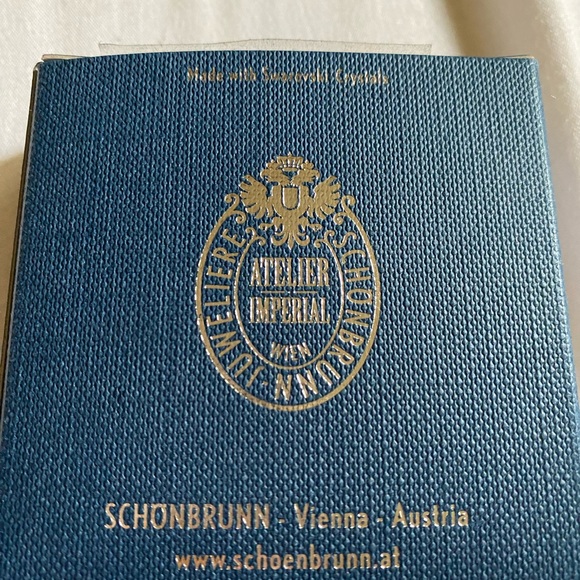 Made with Swarovski Crystals
JUWELIERE SCHÖNBRUNN
ATELIER
IMPERIAL
WIEN
SCHÖNBRUNN - Vienna - Austria
www.schoenbrunn.at